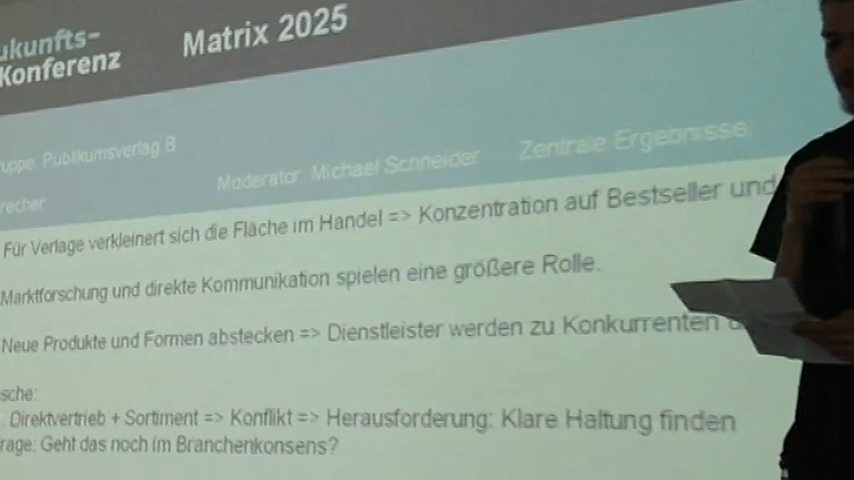 ukunfts-
Konferenz
Matrix 2025
uppe: Publikumsverlag 8
Moderator: Michael Schneider
Zentrale Ergebnisse
recher
Für Verlage verkleinert sich die Fläche im Handel => Konzentration auf Bestseller und
Marktforschung und direkte Kommunikation spielen eine größere Rolle.
Neue Produkte und Formen abstecken => Dienstleister werden zu Konkurrenten
sche:
Direktvertrieb + Sortiment => Konflikt => Herausforderung: Klare Haltung finden
rage: Geht das noch im Branchenkonsens?